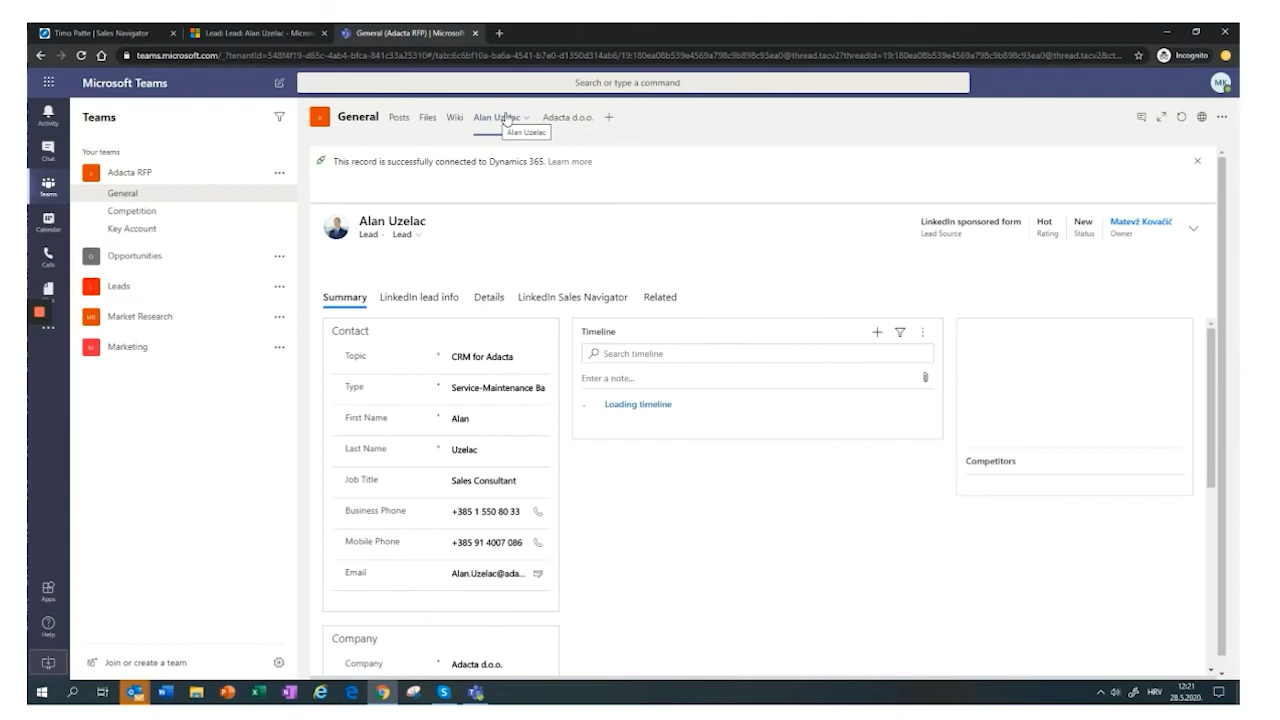 Timo Patte | Sales Navigator
Lead: Lead: Alan Uzelac - Micros
General (Adacta RFP) | Microsoft
teams.microsoft.com
Incognito
Microsoft Teams
Search or type a command
MK
Activity
Chat
Teams
Calendar
Calls
Apps
Help
Teams
Your teams
Adacta RFP
General
Competition
Key Account
Opportunities
Leads
Market Research
Marketing
Join or create a team
General Posts Files Wiki Alan Uzelac Adacta d.o.o.
Alan Uzelac
This record is successfully connected to Dynamics 365. Learn more
Alan Uzelac
Lead · Lead
LinkedIn sponsored form Hot New Matevž Kovačič
Lead Source Rating Status Owner
Summary LinkedIn lead info Details LinkedIn Sales Navigator Related
Contact
Topic * CRM for Adacta
Type * Service-Maintenance Ba
First Name * Alan
Last Name * Uzelac
Job Title Sales Consultant
Business Phone +385 1 550 80 33
Mobile Phone +385 91 4007 086
Email Alan.Uzelac@ada...
Company
Company * Adacta d.o.o.
Timeline
Search timeline
Enter a note...
Loading timeline
Competitors
HRV
12:21
28.5.2020.